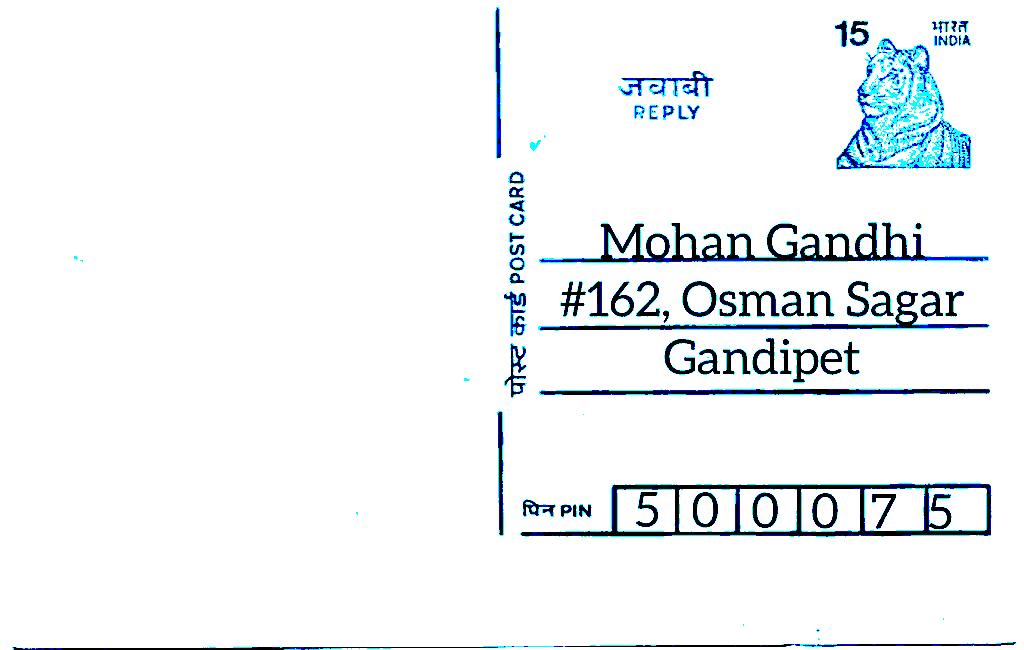 15
भारत
INDIA
जवाबी
REPLY
पोस्ट कार्ड POST CARD
Mohan Gandhi
#162, Osman Sagar
Gandipet
पिन PIN 500075